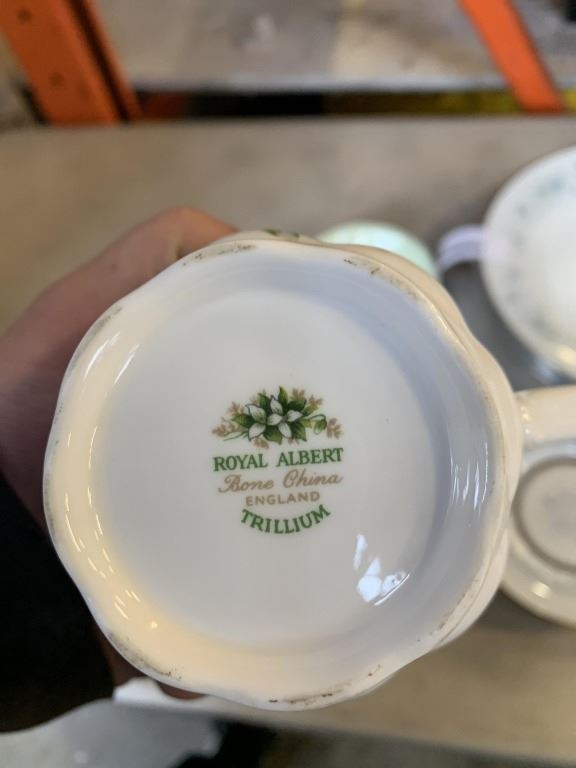 ROYAL ALBERT
Bone China
ENGLAND
TRILLIUM